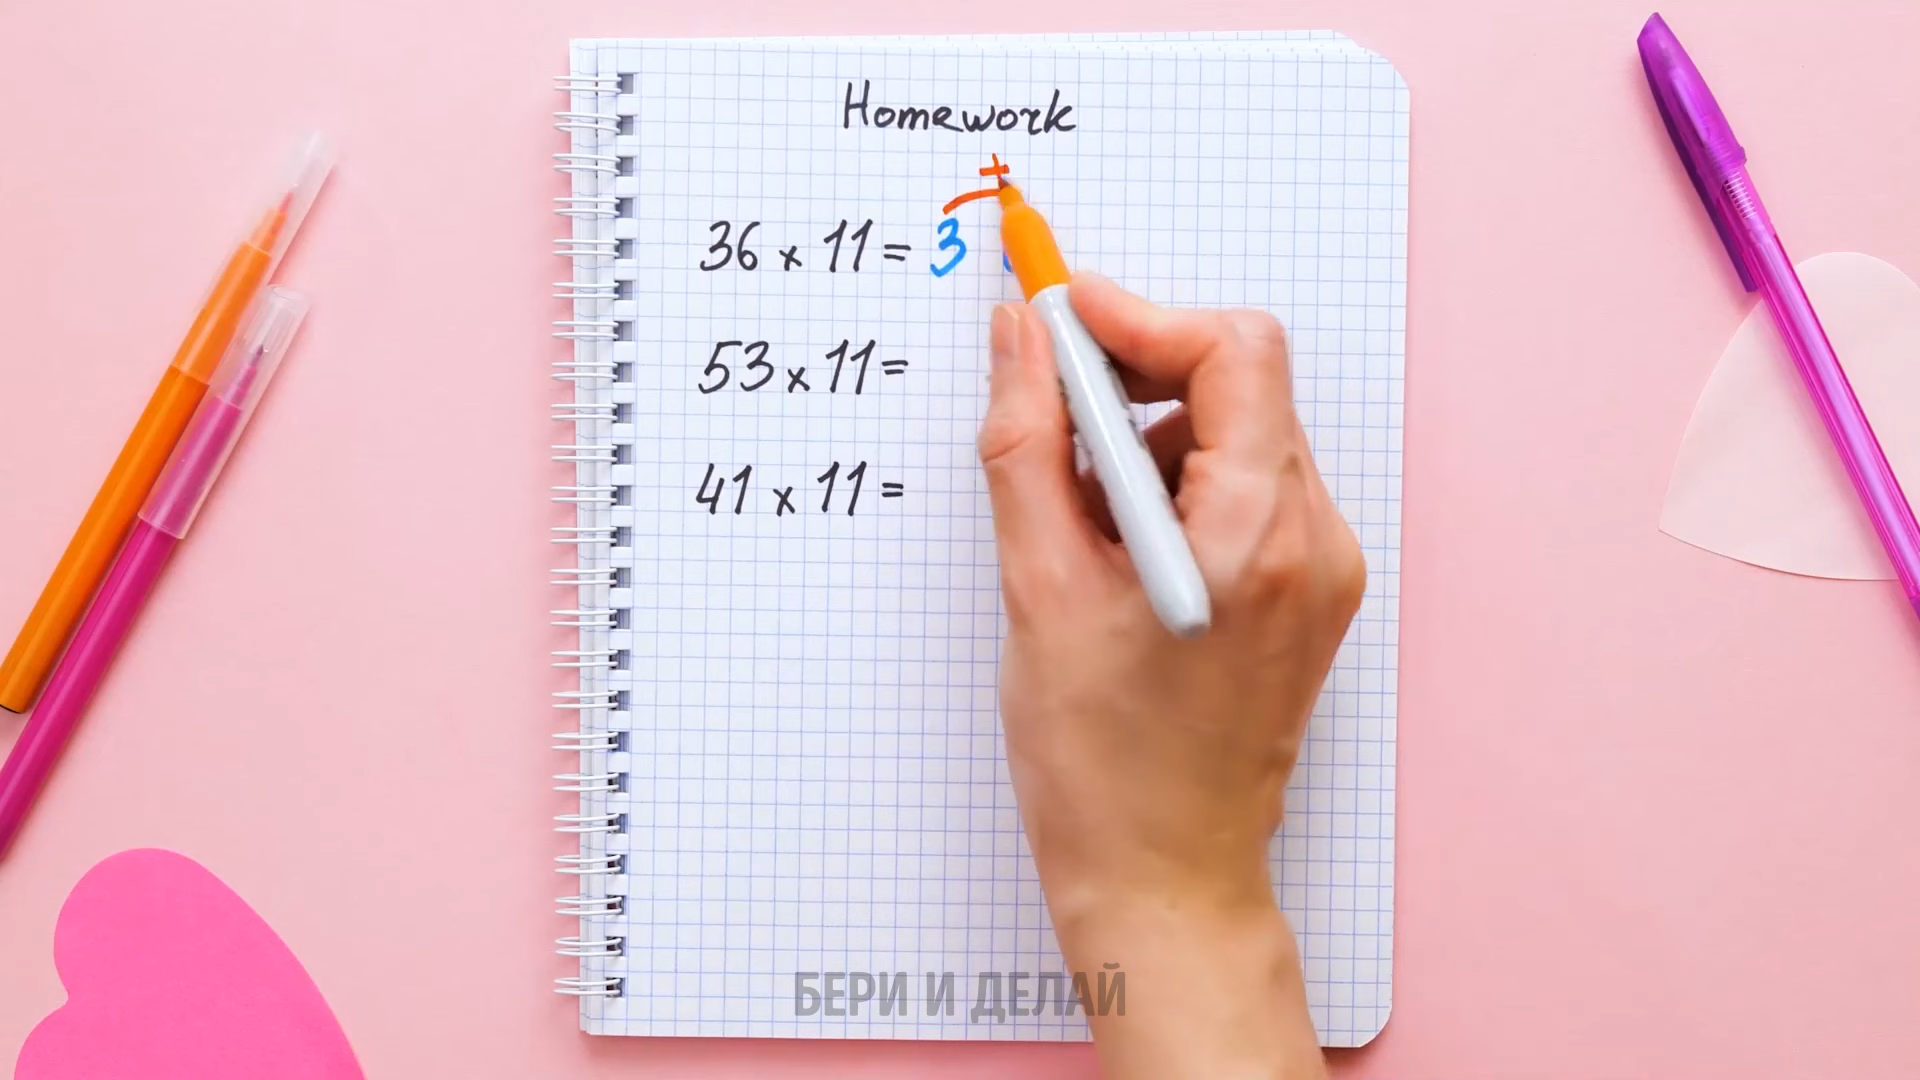 Homework
+
36 x 11 = 3
53 x 11 =
41 x 11 =
БЕРИ И ДЕЛАЙ